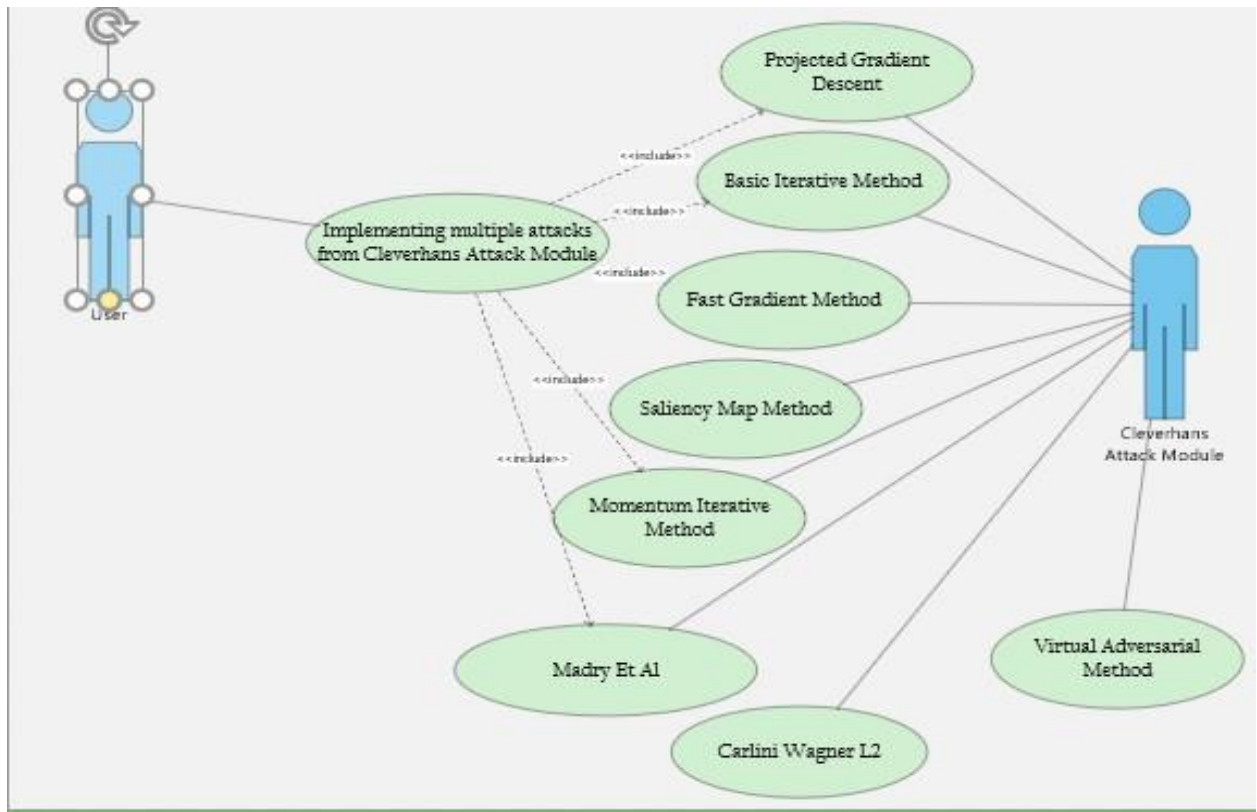 Projected Gradient
Descent
<<include>>
Basic Iterative Method
<<include>>
Implementing multiple attacks
from Cleverhans Attack Module
<<include>>
Fast Gradient Method
User
<<include>>
Saliency Map Method
Cleverhans
Attack Module
<<include>>
Momentum Iterative
Method
Madry Et Al
Virtual Adversarial
Method
Carlini Wagner L2